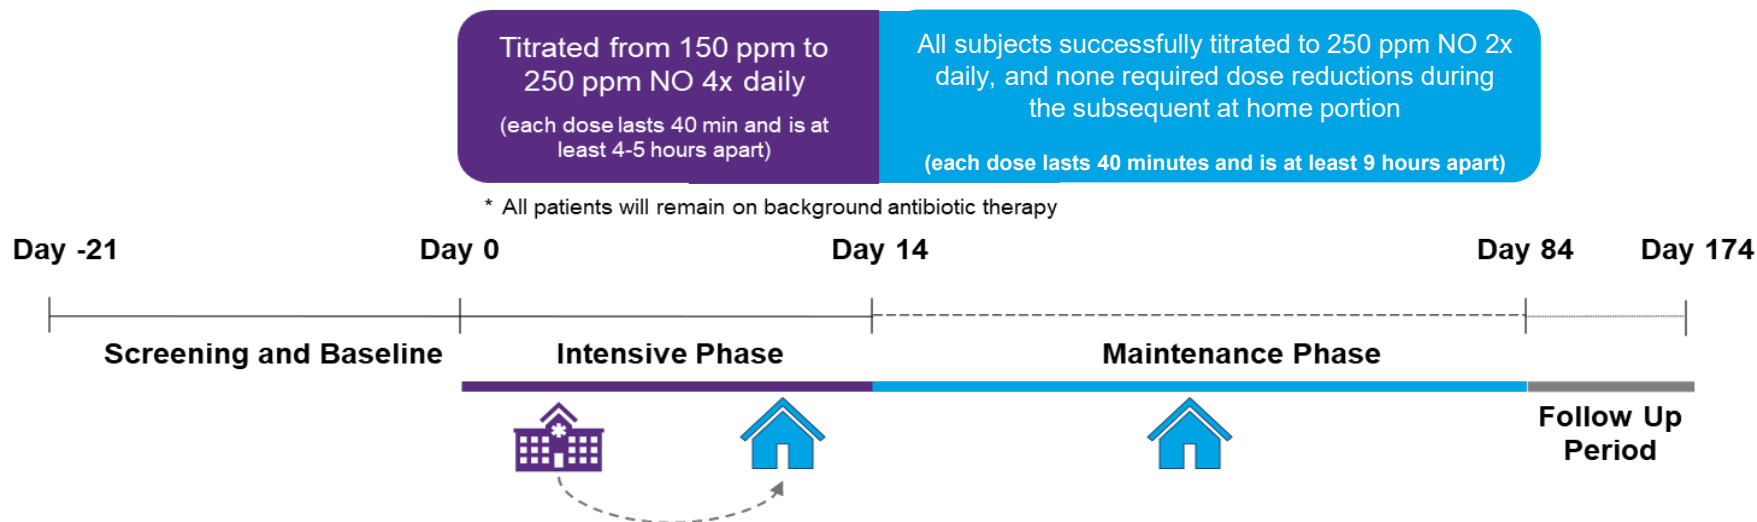 Titrated from 150 ppm to
250 ppm NO 4x daily
(each dose lasts 40 min and is at
least 4-5 hours apart)
All subjects successfully titrated to 250 ppm NO 2x
daily, and none required dose reductions during
the subsequent at home portion
(each dose lasts 40 minutes and is at least 9 hours apart)
* All patients will remain on background antibiotic therapy
Day -21
Day 0
Day 14
Day 84
Day 174
Screening and Baseline
Intensive Phase
Maintenance Phase
Follow Up
Period